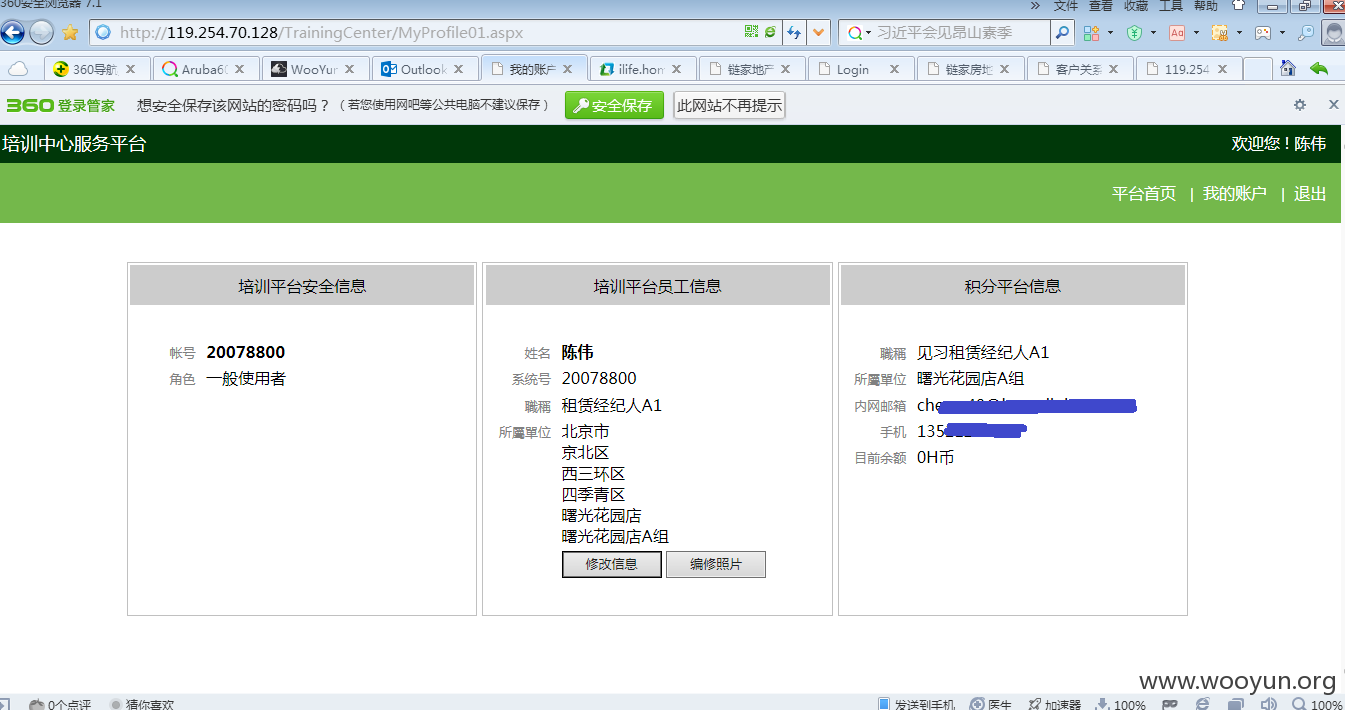 360安全浏览器 7.1
» 文件 查看 收藏 工具 帮助
http://119.254.70.128/TrainingCenter/MyProfile01.aspx
习近平会见昂山素季
360导航 Aruba60 WooYun Outlook 我的账户 ilife.hom 链家地产 Login 链家房地 客户关系 119.254
360 登录管家 想安全保存该网站的密码吗？（若您使用网吧等公共电脑不建议保存） 安全保存 此网站不再提示
培训中心服务平台 欢迎您！陈伟
平台首页 | 我的账户 | 退出
培训平台安全信息
帐号 20078800
角色 一般使用者
培训平台员工信息
姓名 陈伟
系统号 20078800
職稱 租赁经纪人A1
所屬單位 北京市
京北区
西三环区
四季青区
曙光花园店
曙光花园店A组
修改信息 编修照片
积分平台信息
職稱 见习租赁经纪人A1
所屬單位 曙光花园店A组
内网邮箱 che
手机 135
目前余额 0H币
www.wooyun.org
0个点评 猜你喜欢 发送到手机 医生 加速器 100% 100%